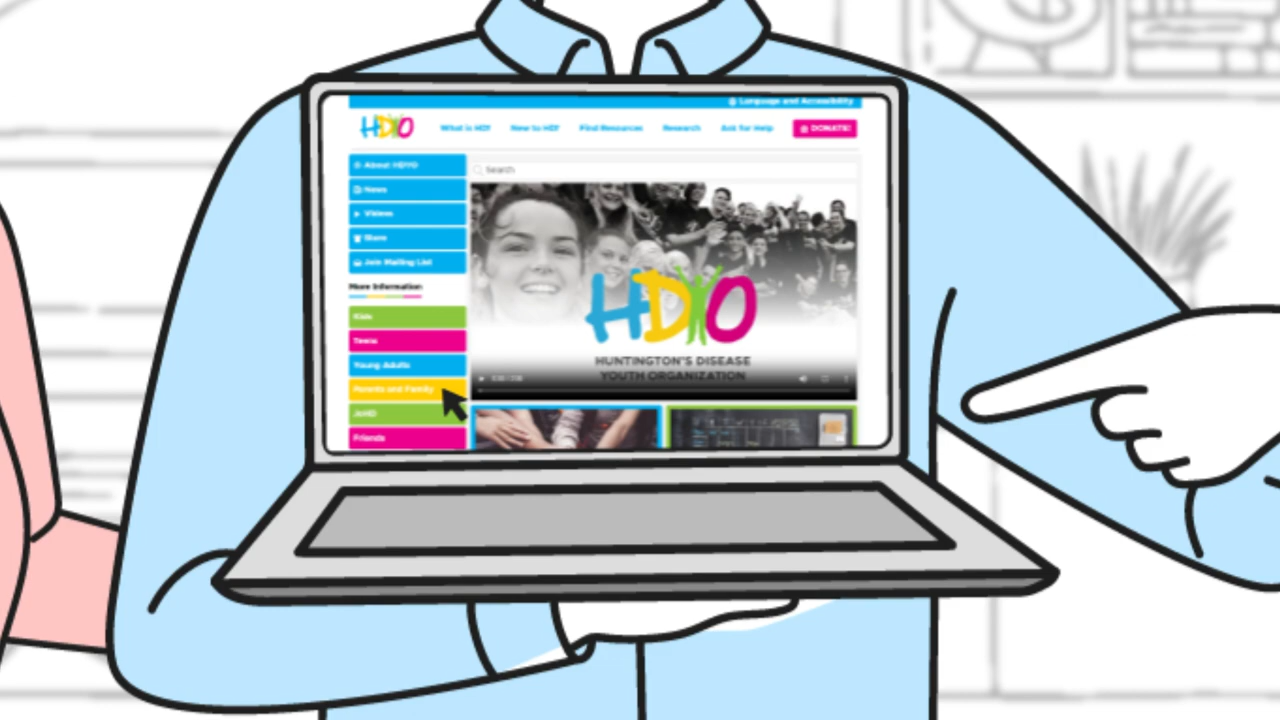 Language and Accessibility
HDYO
What is HD?
New to HD?
Find Resources
Research
Ask for Help
DONATE!
About HDYO
News
Videos
Store
Join Mailing List
More Information
Kids
Teens
Young Adults
Parents and Family
JoHD
Friends
Search
HDYO
HUNTINGTON'S DISEASE
YOUTH ORGANIZATION